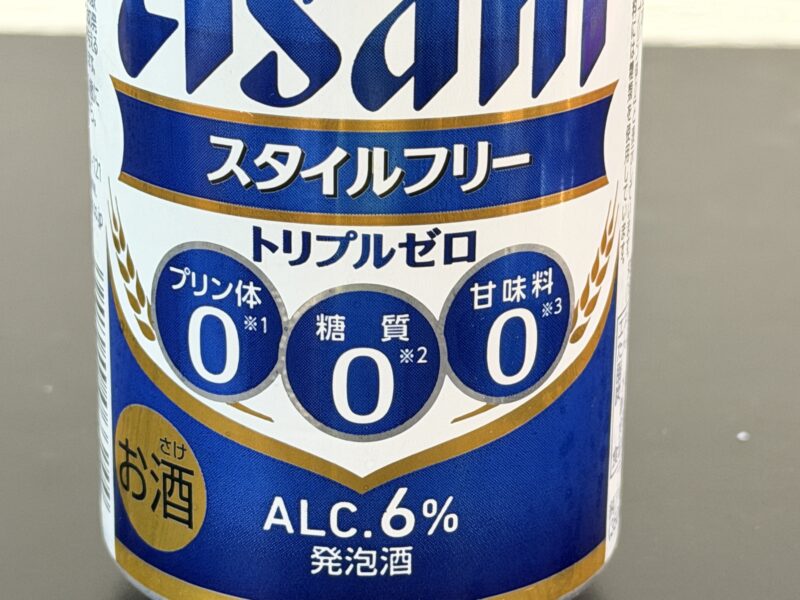 Asahi
スタイルフリー
トリプルゼロ
プリン体
0※1
糖質
0※2
甘味料
0※3
さけ
お酒
ALC.6%
発泡酒